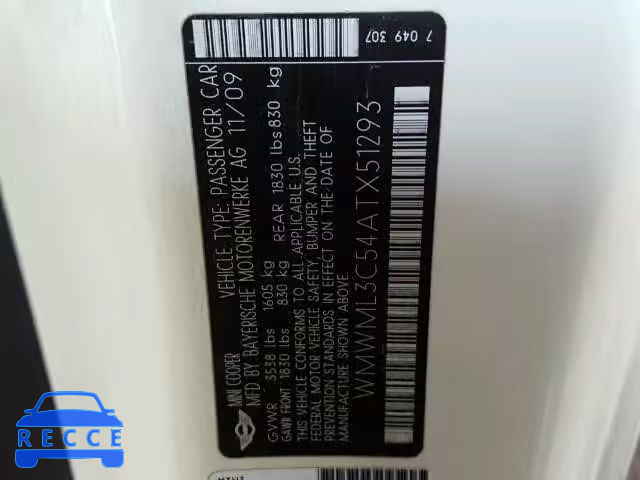 MINI COOPER VEHICLE TYPE: PASSENGER CAR
MFD BY BAYERISCHE MOTORENWERKE AG 11/09
GVWR 3538 lbs 1605 kg
GAWR FRONT 1830 lbs 830 kg REAR 1830 lbs 830 kg
THIS VEHICLE CONFORMS TO ALL APPLICABLE U.S.
FEDERAL MOTOR VEHICLE SAFETY, BUMPER AND THEFT
PREVENTION STANDARDS IN EFFECT ON THE DATE OF
MANUFACTURE SHOWN ABOVE.
WMWML3C54ATX51293
7 049 307
RECCE